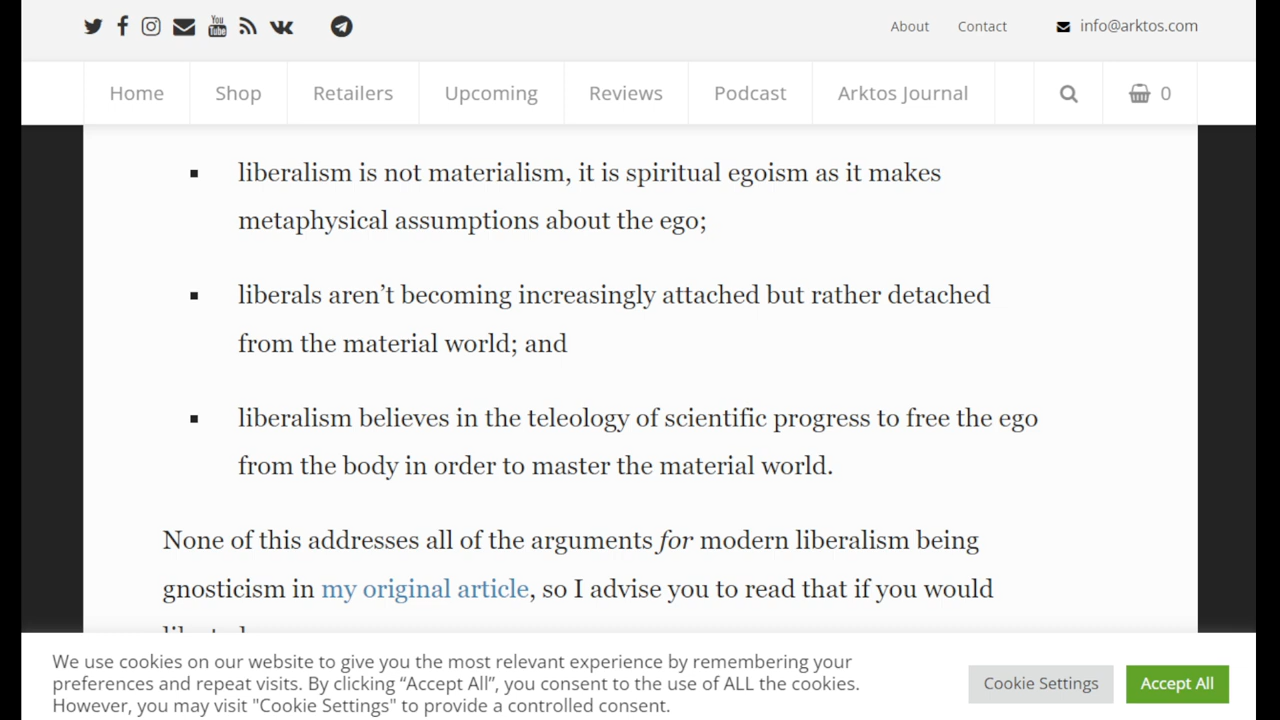 You
Tube
About
Contact
info@arktos.com
Home
Shop
Retailers
Upcoming
Reviews
Podcast
Arktos Journal
0
liberalism is not materialism, it is spiritual egoism as it makes
metaphysical assumptions about the ego;
liberals aren’t becoming increasingly attached but rather detached
from the material world; and
liberalism believes in the teleology of scientific progress to free the ego
from the body in order to master the material world.
None of this addresses all of the arguments for modern liberalism being
gnosticism in my original article, so I advise you to read that if you would
We use cookies on our website to give you the most relevant experience by remembering your
preferences and repeat visits. By clicking “Accept All”, you consent to the use of ALL the cookies.
However, you may visit "Cookie Settings" to provide a controlled consent.
Cookie Settings
Accept All